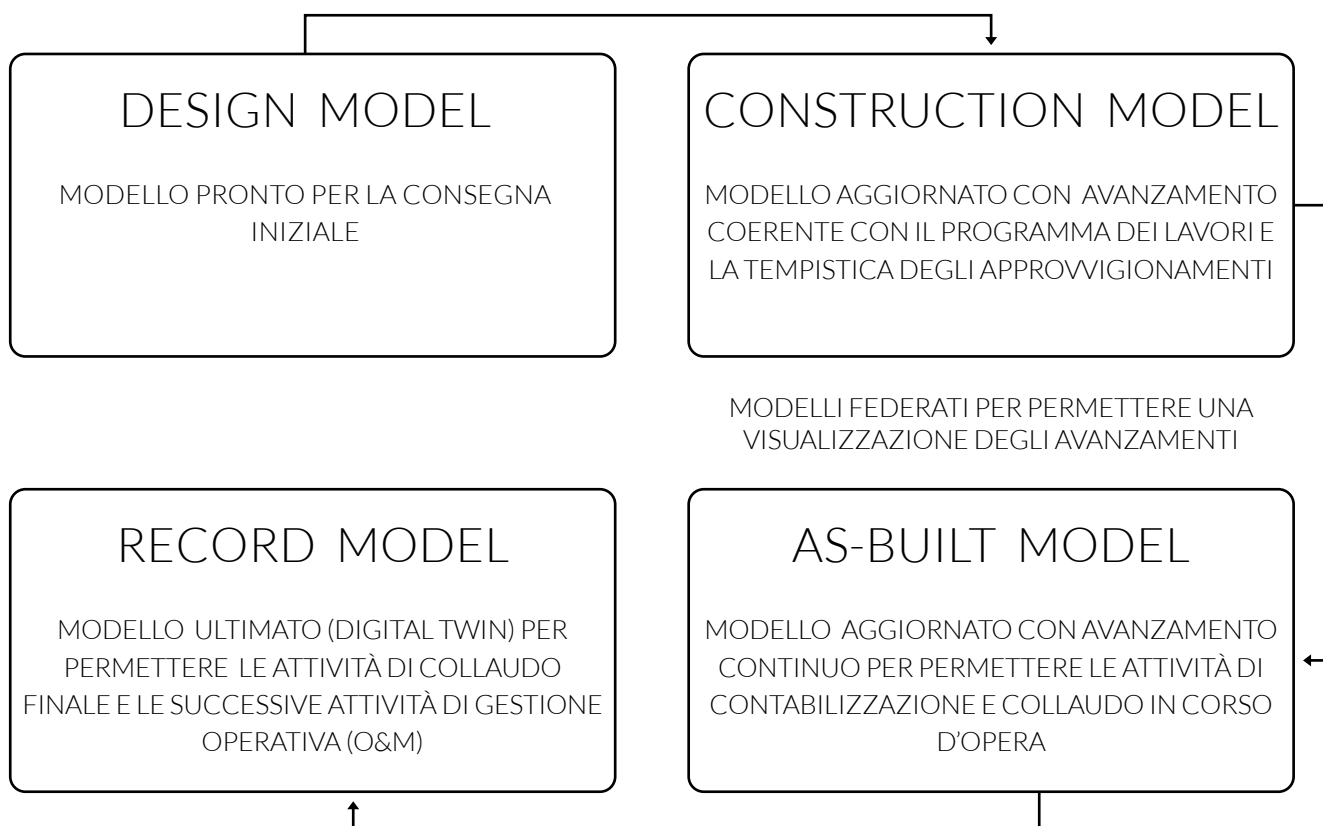 DESIGN MODEL
MODELLO PRONTO PER LA CONSEGNA
INIZIALE
CONSTRUCTION MODEL
MODELLO AGGIORNATO CON AVANZAMENTO
COERENTE CON IL PROGRAMMA DEI LAVORI E
LA TEMPISTICA DEGLI APPROVVIGIONAMENTI
MODELLI FEDERATI PER PERMETTERE UNA
VISUALIZZAZIONE DEGLI AVANZAMENTI
RECORD MODEL
MODELLO ULTIMATO (DIGITAL TWIN) PER
PERMETTERE LE ATTIVITÀ DI COLLAUDO
FINALE E LE SUCCESSIVE ATTIVITÀ DI GESTIONE
OPERATIVA (O&M)
AS-BUILT MODEL
MODELLO AGGIORNATO CON AVANZAMENTO
CONTINUO PER PERMETTERE LE ATTIVITÀ DI
CONTABILIZZAZIONE E COLLAUDO IN CORSO
D'OPERA